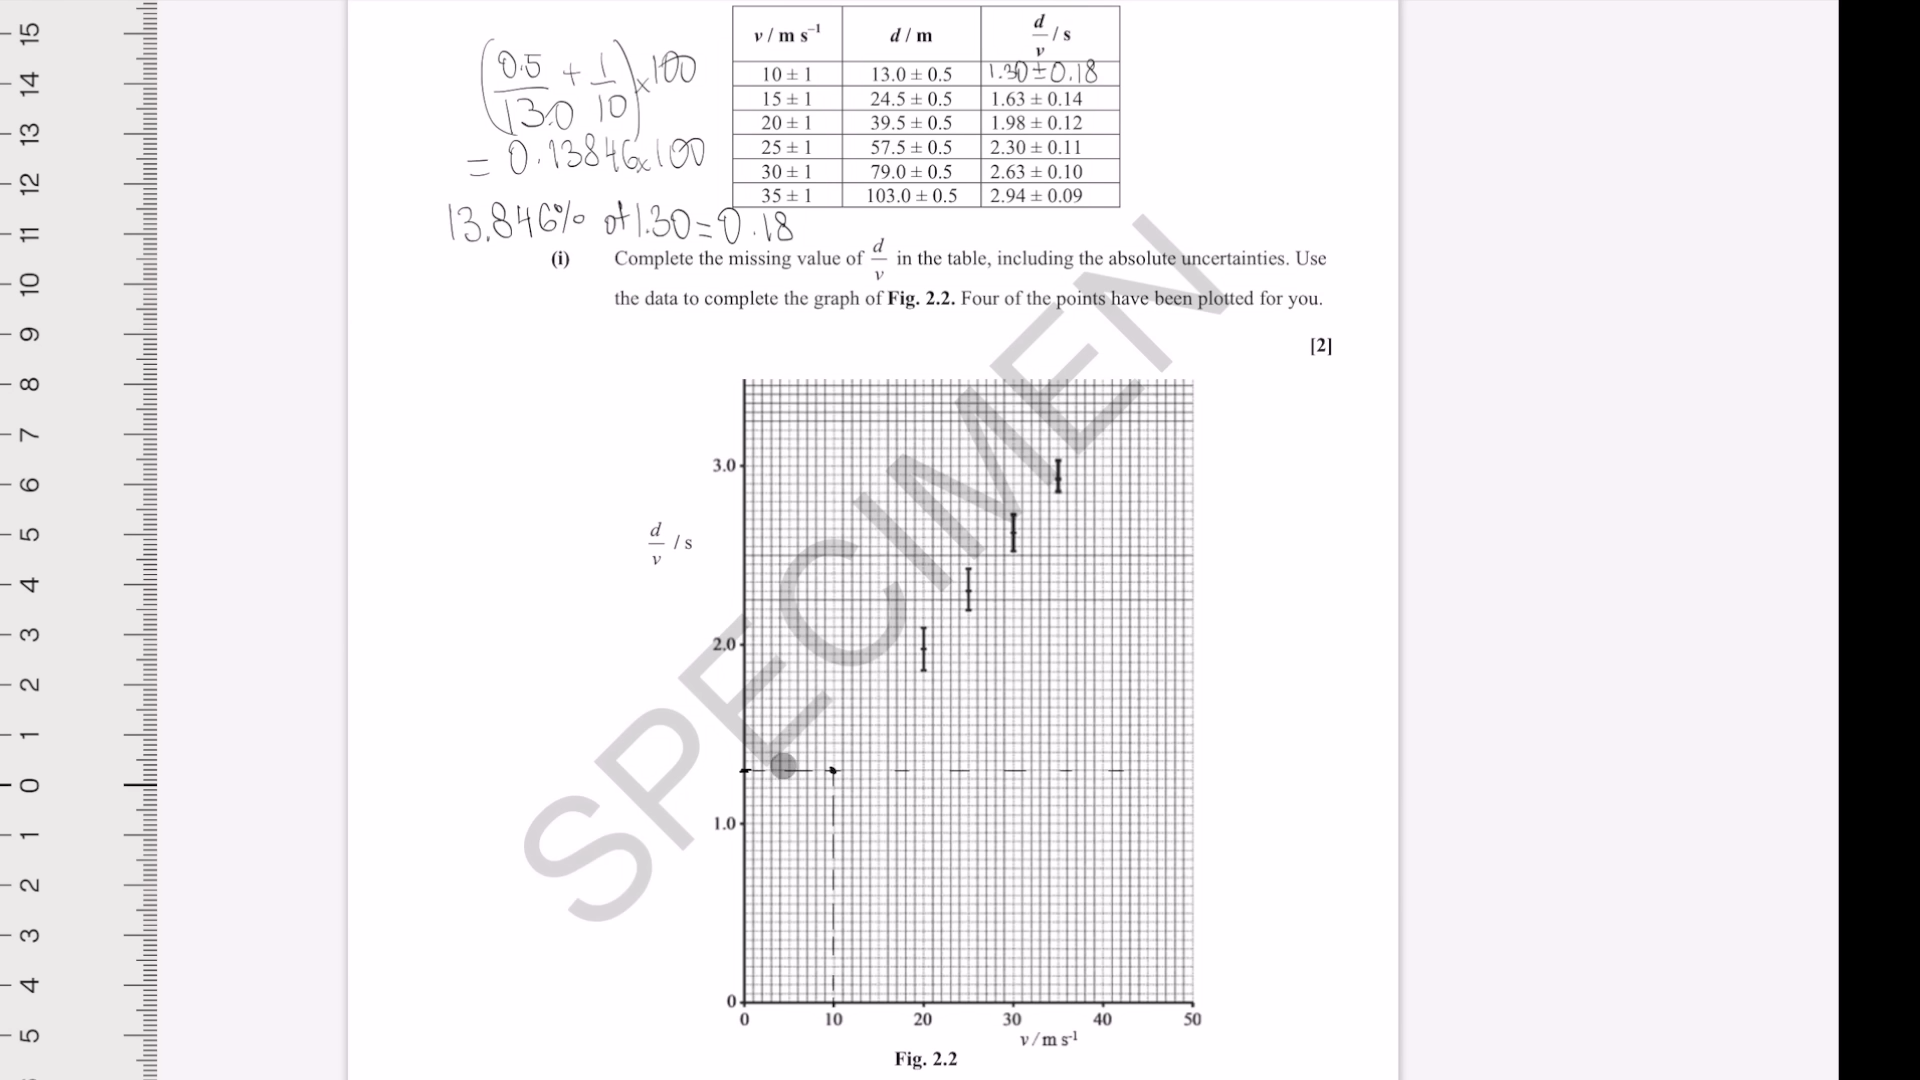 v / m s⁻¹ d / m d/v / s
10 ± 1 13.0 ± 0.5 1.30±0.18
15 ± 1 24.5 ± 0.5 1.63 ± 0.14
20 ± 1 39.5 ± 0.5 1.98 ± 0.12
25 ± 1 57.5 ± 0.5 2.30 ± 0.11
30 ± 1 79.0 ± 0.5 2.63 ± 0.10
35 ± 1 103.0 ± 0.5 2.94 ± 0.09
(0.5/13.0 + 1/10) x 100
= 0.13846 x 100
13.846% of 1.30 = 0.18
(i) Complete the missing value of d/v in the table, including the absolute uncertainties. Use
the data to complete the graph of Fig. 2.2. Four of the points have been plotted for you.
[2]
SPECIMEN
3.0
d/v / s
2.0
1.0
0
0 10 20 30 40 50
v / m s⁻¹
Fig. 2.2
15
14
13
12
11
10
9
8
7
6
5
4
3
2
1
0
1
2
3
4
5